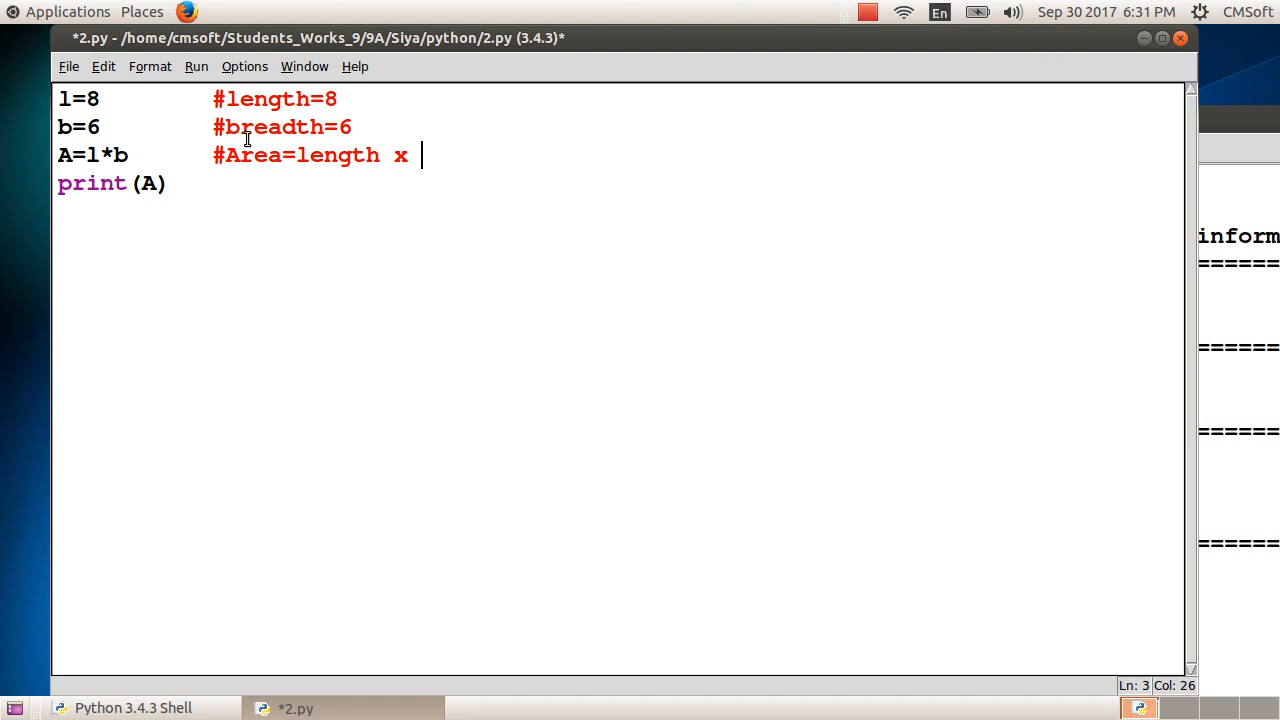 Applications Places En Sep 30 2017 6:31 PM CMSoft
*2.py - /home/cmsoft/Students_Works_9/9A/Siya/python/2.py (3.4.3)*
File Edit Format Run Options Window Help
l=8 #length=8
b=6 #breadth=6
A=l*b #Area=length x
print(A)
inform
======
======
======
======
Ln: 3 Col: 26
Python 3.4.3 Shell *2.py